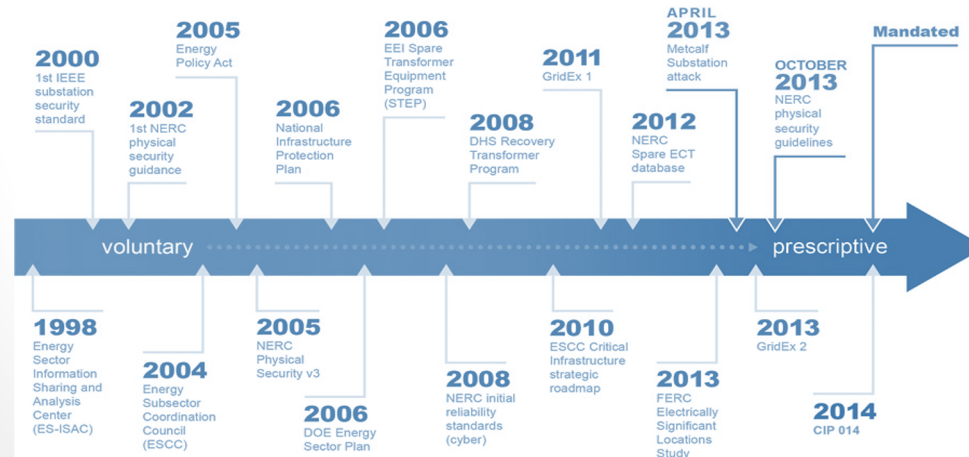 2000
1st IEEE
substation
security
standard
2002
1st NERC
physical
security
guidance
2005
Energy
Policy Act
2006
National
Infrastructure
Protection
Plan
2006
EEI Spare
Transformer
Equipment
Program
(STEP)
2008
DHS Recovery
Transformer
Program
2011
GridEx 1
2012
NERC
Spare ECT
database
APRIL
2013
Metcalf
Substation
attack
OCTOBER
2013
NERC
physical
security
guidelines
Mandated
voluntary
prescriptive
1998
Energy
Sector
Information
Sharing and
Analysis
Center
(ES-ISAC)
2004
Energy
Subsector
Coordination
Council
(ESCC)
2005
NERC
Physical
Security v3
2006
DOE Energy
Sector Plan
2008
NERC initial
reliability
standards
(cyber)
2010
ESCC Critical
Infrastructure
strategic
roadmap
2013
FERC
Electrically
Significant
Locations
Study
2013
GridEx 2
2014
CIP 014